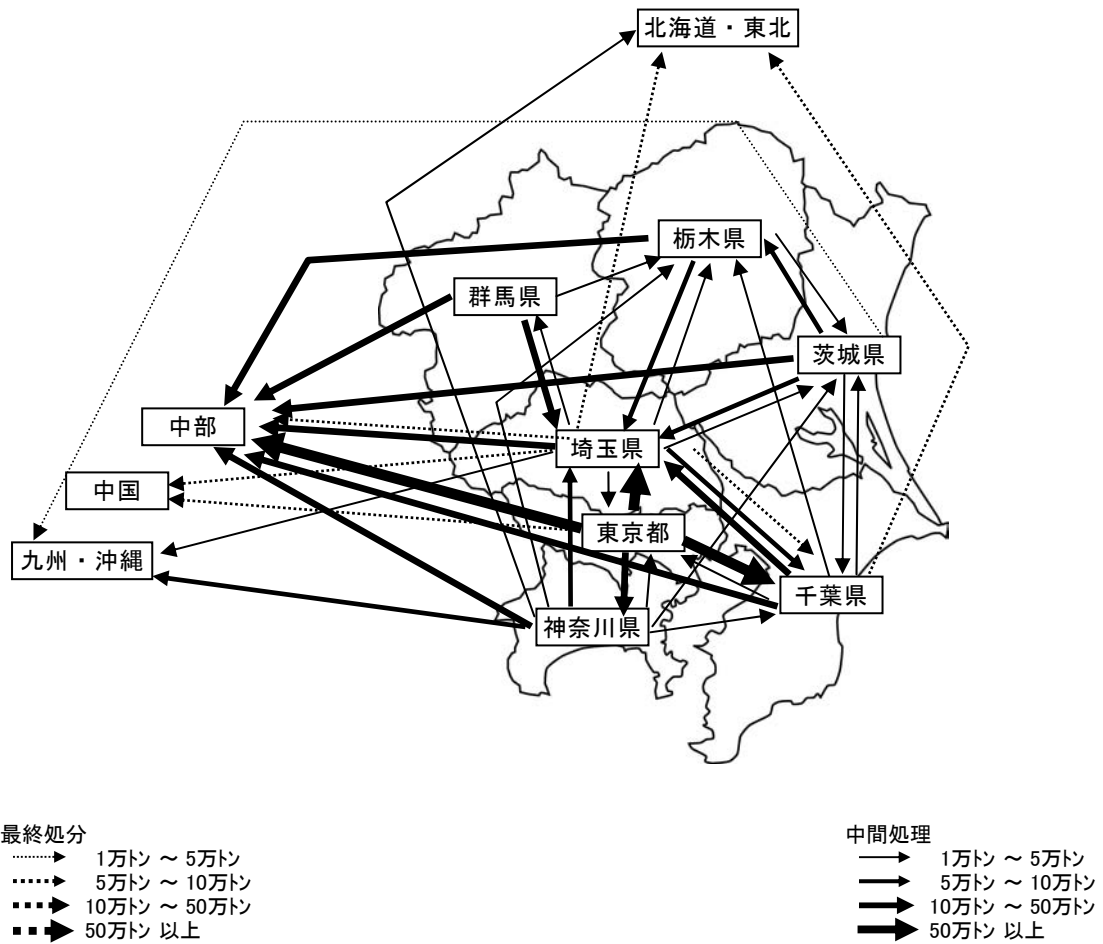 北海道・東北
栃木県
群馬県
茨城県
中部
埼玉県
中国
東京都
九州・沖縄
千葉県
神奈川県
最終処分
1万トン ~ 5万トン
5万トン ~ 10万トン
10万トン ~ 50万トン
50万トン 以上
中間処理
1万トン ~ 5万トン
5万トン ~ 10万トン
10万トン ~ 50万トン
50万トン 以上